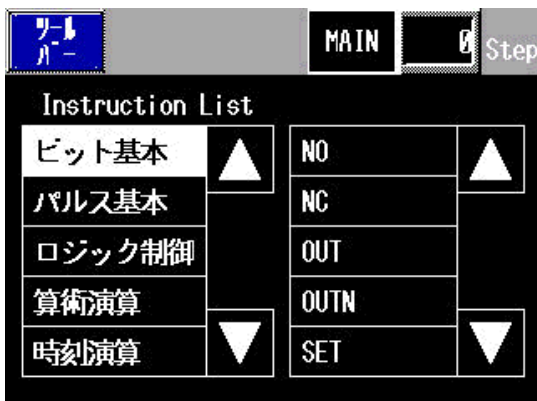 ﾂｰﾙ
ﾊﾞｰ
MAIN
0
Step
Instruction List
ビット基本
パルス基本
ロジック制御
算術演算
時刻演算
NO
NC
OUT
OUTN
SET